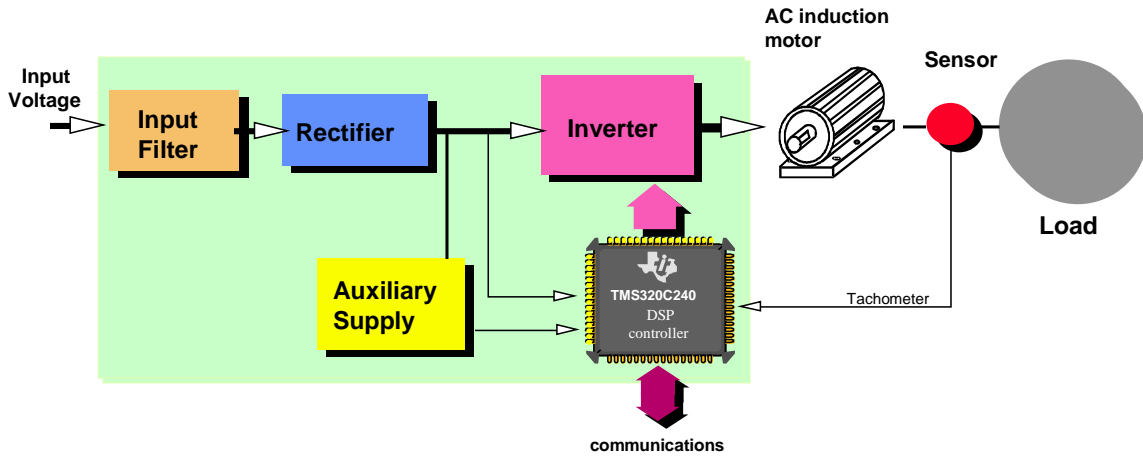 AC induction
motor
Sensor
Input
Voltage
Input
Filter
Rectifier
Inverter
Load
Auxiliary
Supply
TMS320C240
DSP
controller
Tachometer
communications